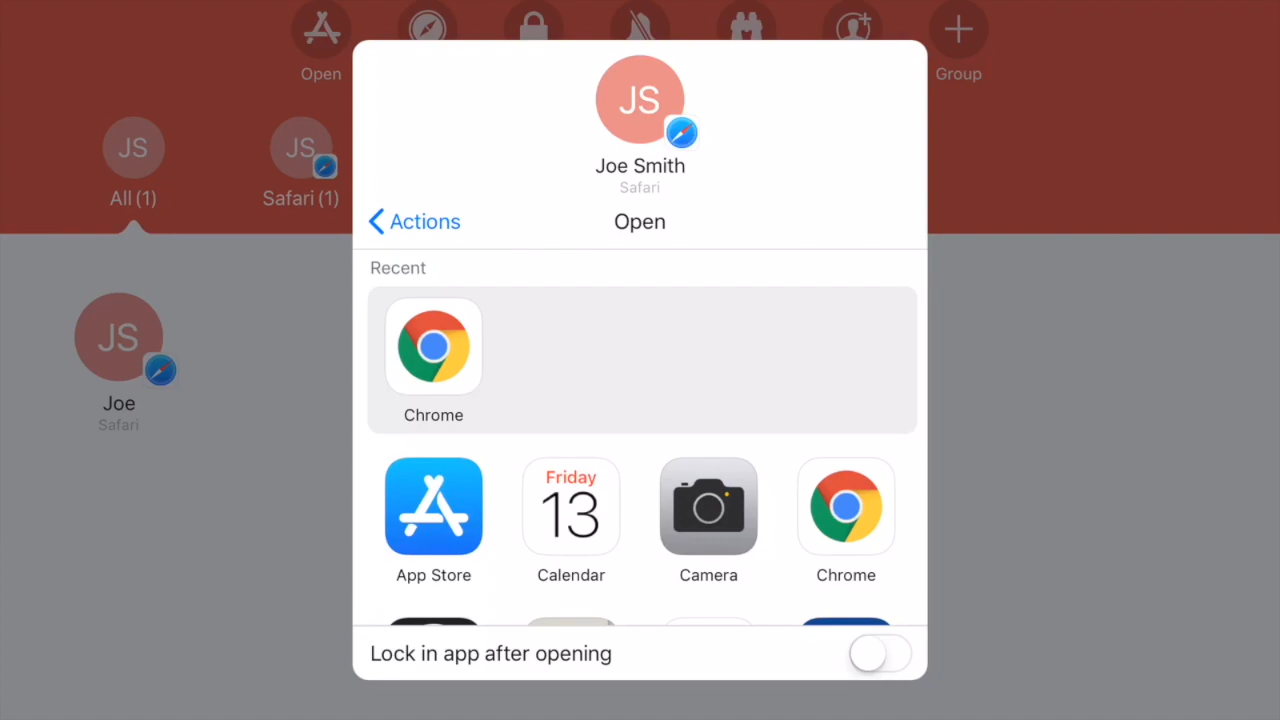 Open
Group
JS
All (1)
JS
Safari (1)
JS
Joe
Safari
JS
Joe Smith
Safari
Actions
Open
Recent
Chrome
App Store
Friday
13
Calendar
Camera
Chrome
Lock in app after opening